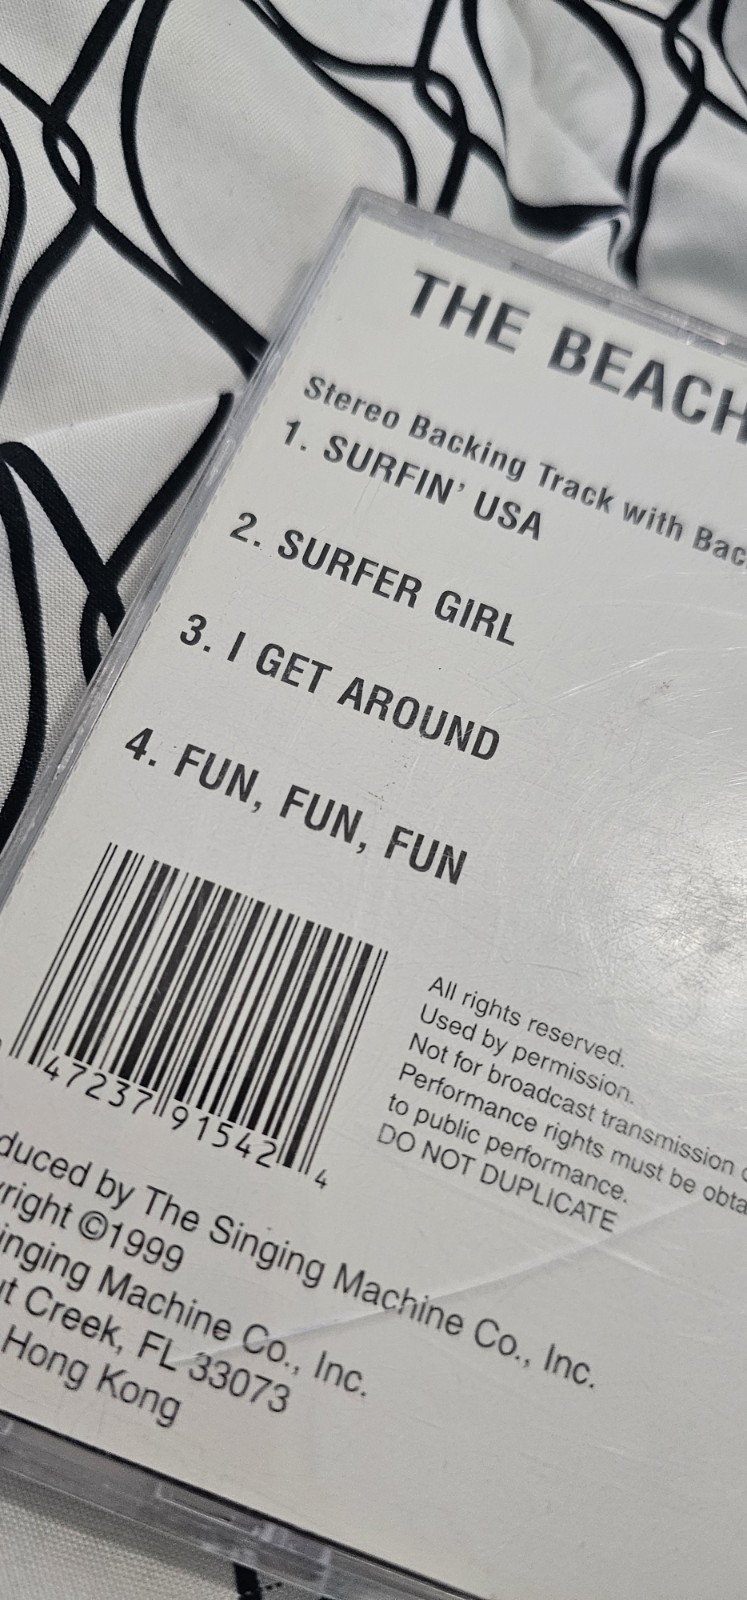 THE BEACH
Stereo Backing Track with Bac
1. SURFIN' USA
2. SURFER GIRL
3. I GET AROUND
4. FUN, FUN, FUN
47237 91542 4
All rights reserved.
Used by permission.
Not for broadcast transmission
Performance rights must be obta
to public performance.
DO NOT DUPLICATE
duced by The Singing Machine Co., Inc.
right ©1999
inging Machine Co., Inc.
ut Creek, FL 33073
Hong Kong